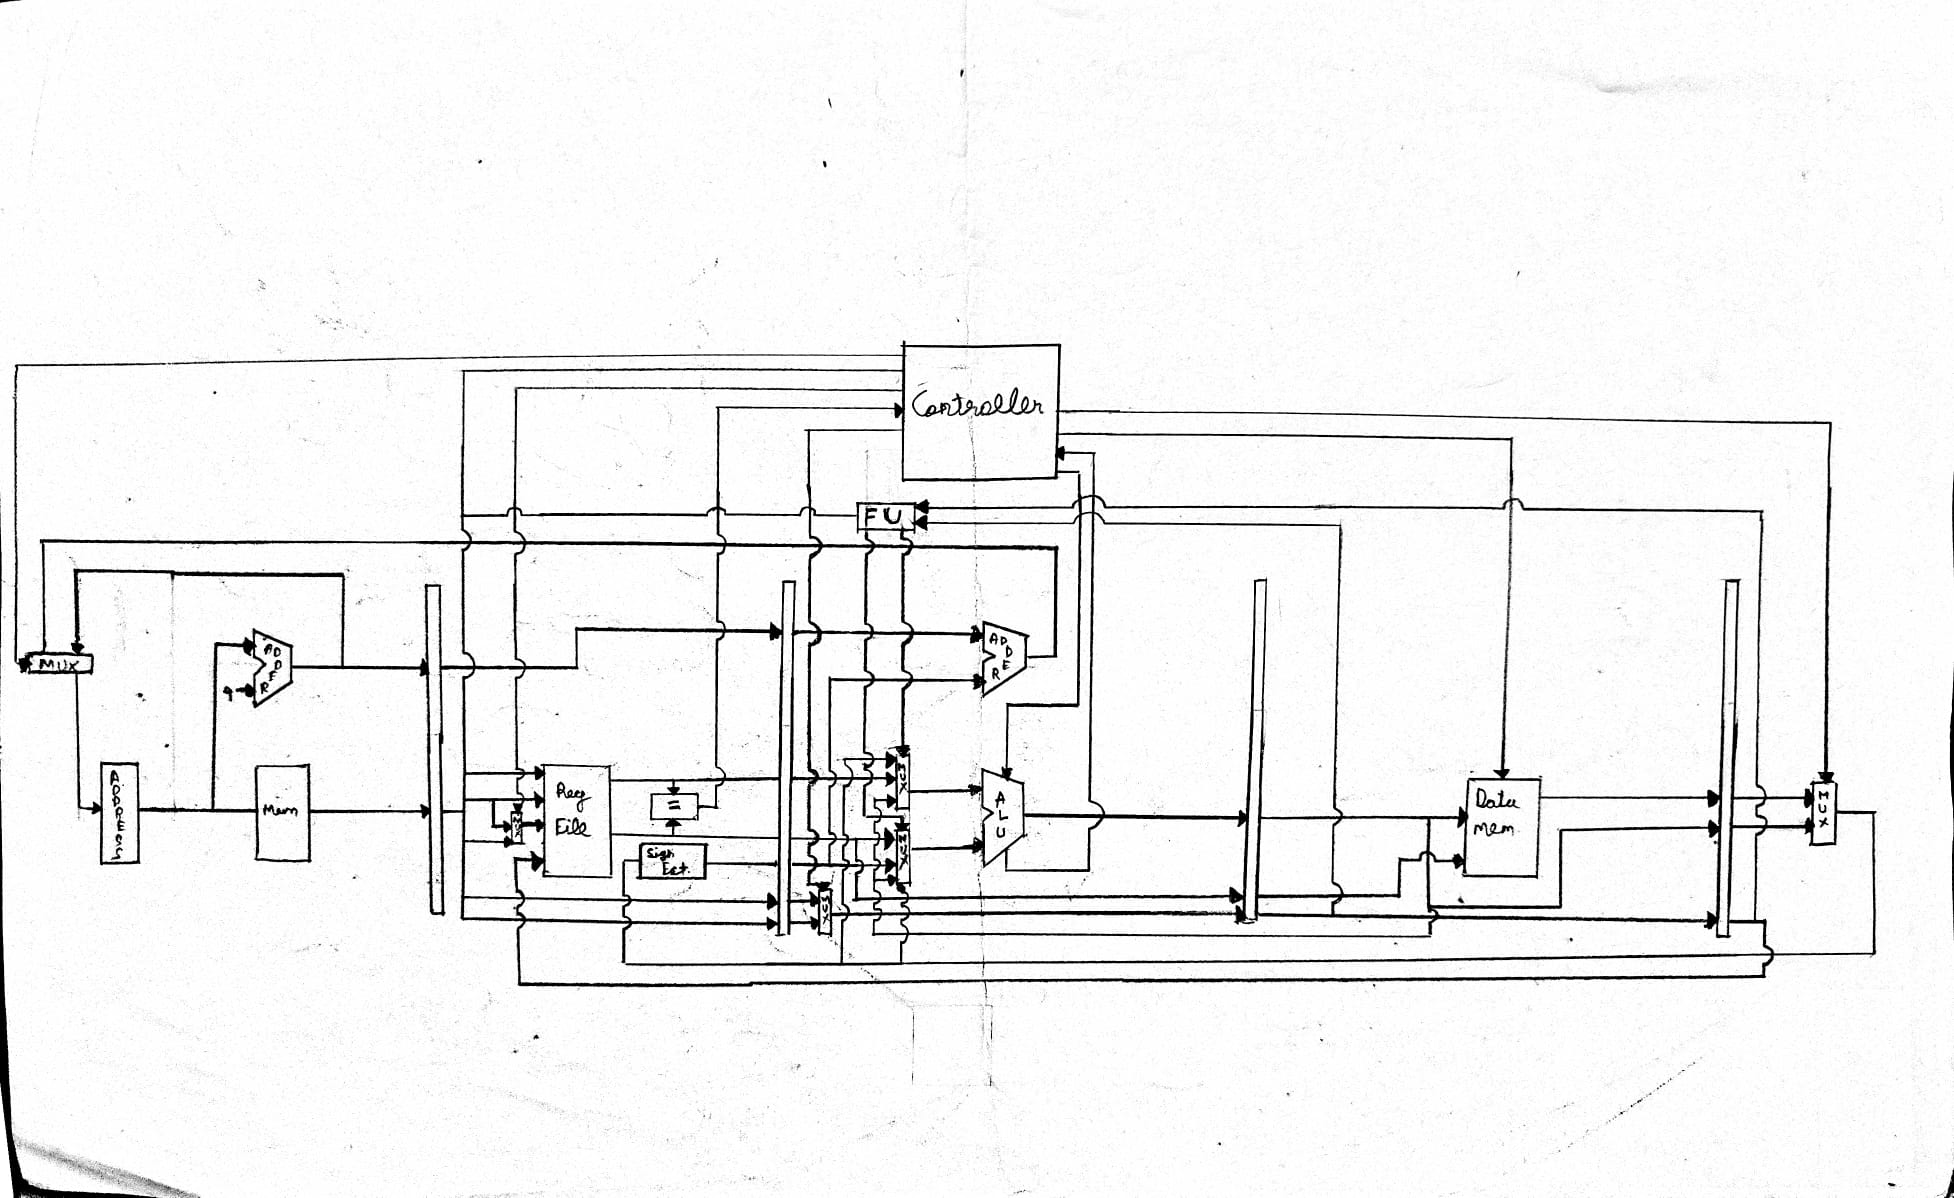 Controller
FU
MUX
ADDER
4
ADDRESS
Mem
MUX
Reg
File
=
Sign
Ext.
MUX
MUX
MUX
ADDER
ALU
Data
mem
MUX